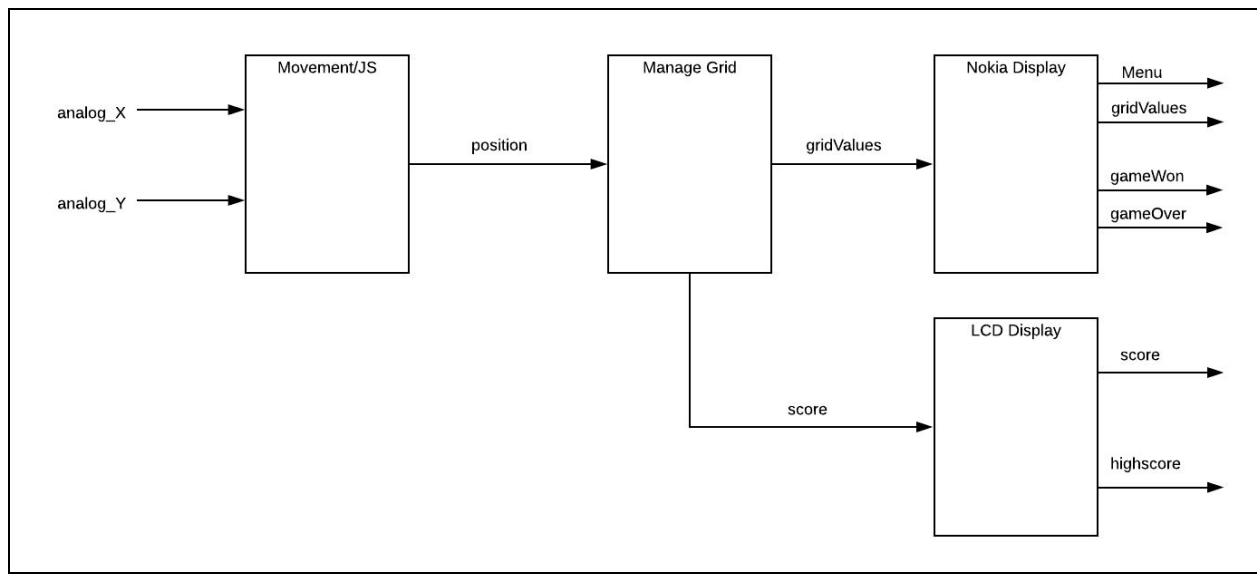 Movement/JS
Manage Grid
Nokia Display
Menu
analog_X
gridValues
position
gridValues
gameWon
analog_Y
gameOver
LCD Display
score
score
highscore